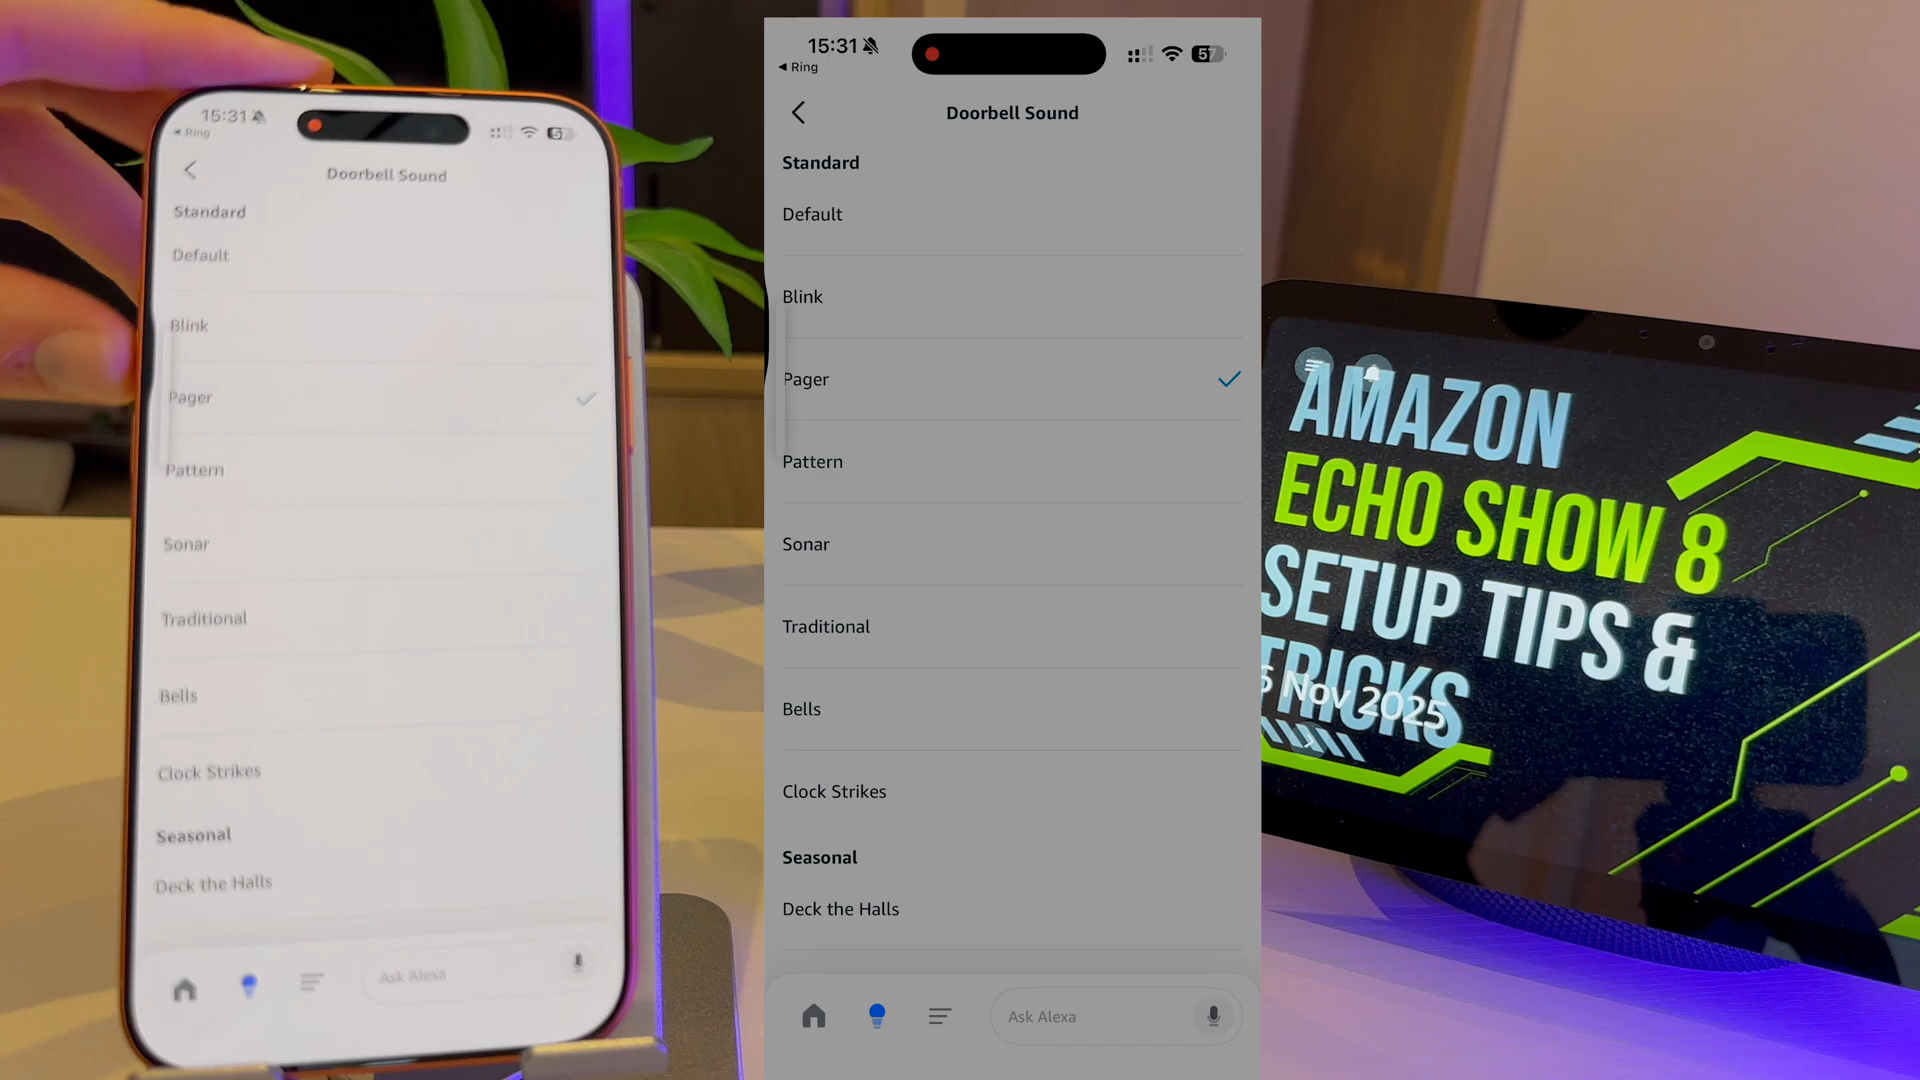 15:31
Ring
Doorbell Sound
Standard
Default
Blink
Pager
Pattern
Sonar
Traditional
Bells
Clock Strikes
Seasonal
Deck the Halls
Ask Alexa
15:31
57
Ring
Doorbell Sound
Standard
Default
Blink
Pager
Pattern
Sonar
Traditional
Bells
Clock Strikes
Seasonal
Deck the Halls
Ask Alexa
AMAZON
ECHO SHOW 8
SETUP TIPS &
TRICKS
Nov 2025